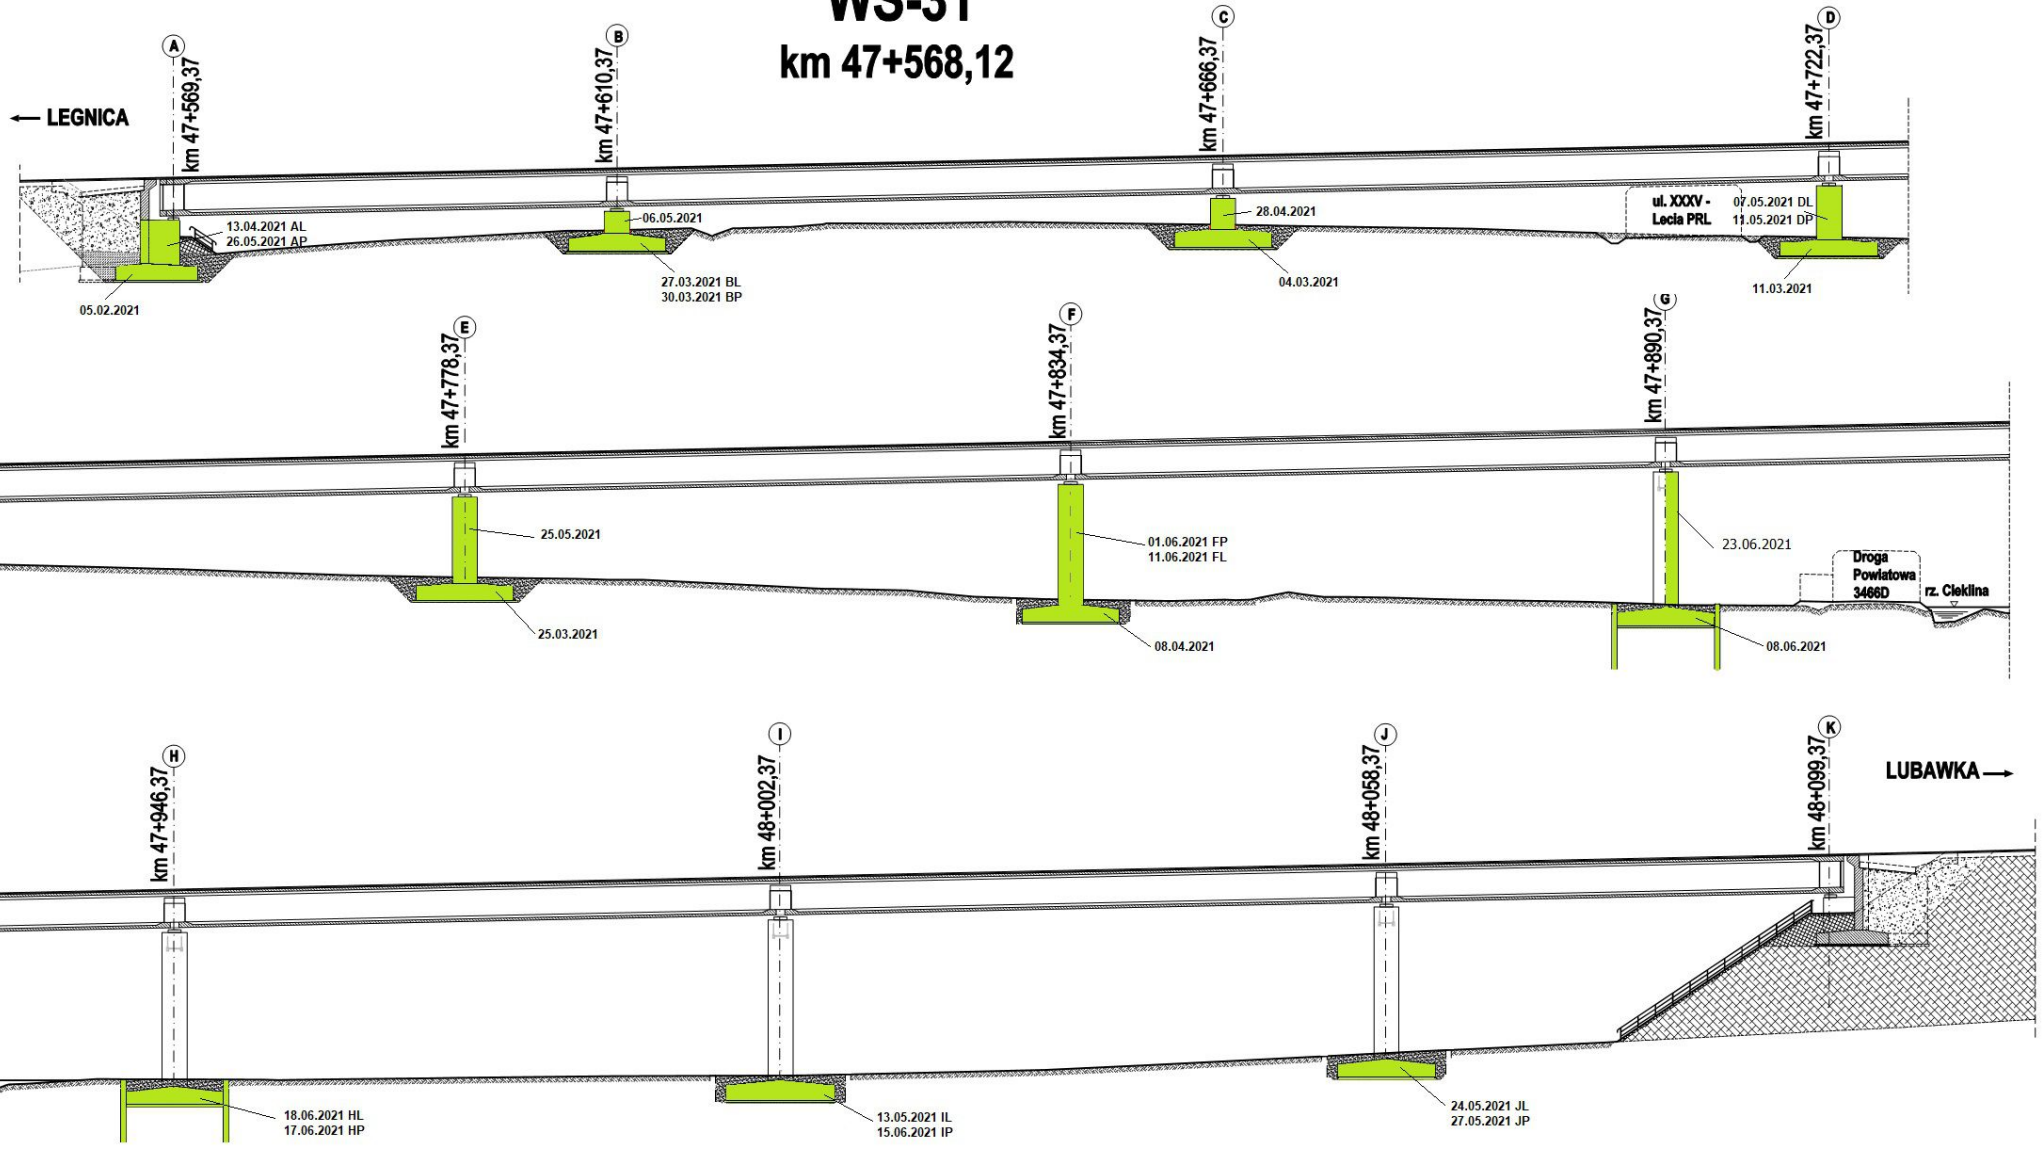 WS-31
km 47+568,12
← LEGNICA
A
km 47+569,37
B
km 47+610,37
C
km 47+666,37
D
km 47+722,37
13.04.2021 AL
26.05.2021 AP
05.02.2021
06.05.2021
27.03.2021 BL
30.03.2021 BP
28.04.2021
04.03.2021
ul. XXXV -
Lecia PRL
07.05.2021 DL
11.05.2021 DP
11.03.2021
E
km 47+778,37
F
km 47+834,37
G
km 47+890,37
25.05.2021
25.03.2021
01.06.2021 FP
11.06.2021 FL
08.04.2021
23.06.2021
08.06.2021
Droga
Powiatowa
3466D
rz. Cieklina
H
km 47+946,37
I
km 48+002,37
J
km 48+058,37
K
km 48+099,37
LUBAWKA →
18.06.2021 HL
17.06.2021 HP
13.05.2021 IL
15.06.2021 IP
24.05.2021 JL
27.05.2021 JP